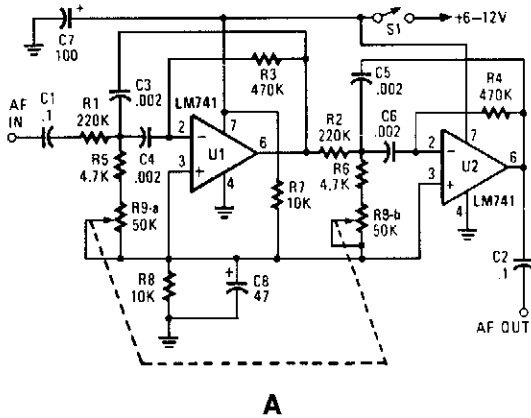 C7
100
+
S1
+6-12V
C3
.002
R3
470K
C5
.002
R4
470K
AF
IN
C1
.1
R1
220K
LM741
R2
220K
C6
.002
C4
.002
R5
4.7K
2
−
7
U1
6
3
+
4
R6
4.7K
2
−
7
U2
6
3
+
4
LM741
R7
10K
R9-a
50K
R9-b
50K
C2
.1
R8
10K
+
C8
47
AF OUT
A